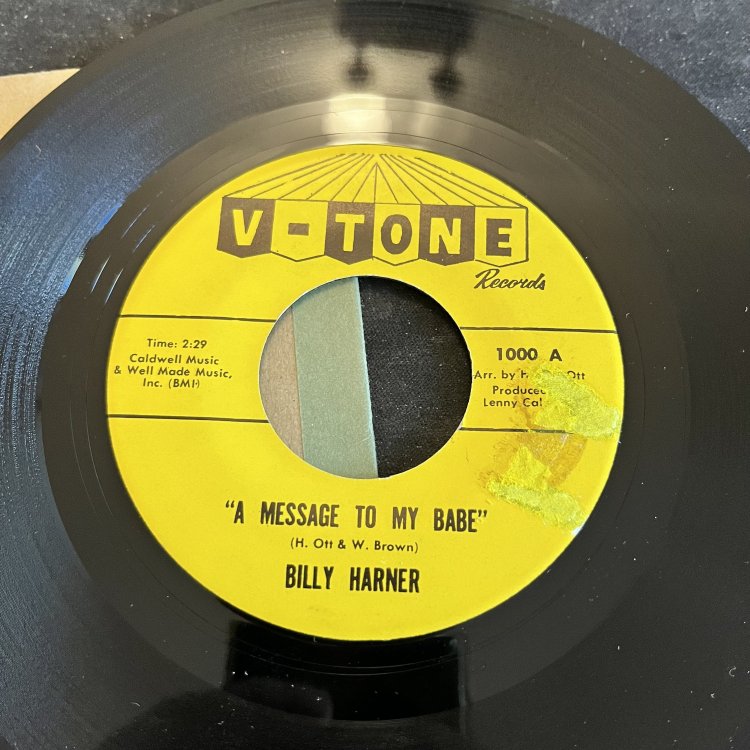 V-TONE
Records
Time: 2:29
Caldwell Music
& Well Made Music,
Inc. (BMI)
1000 A
Arr. by H. Ott
Produced
Lenny
"A MESSAGE TO MY BABE"
(H. Ott & W. Brown)
BILLY HARNER